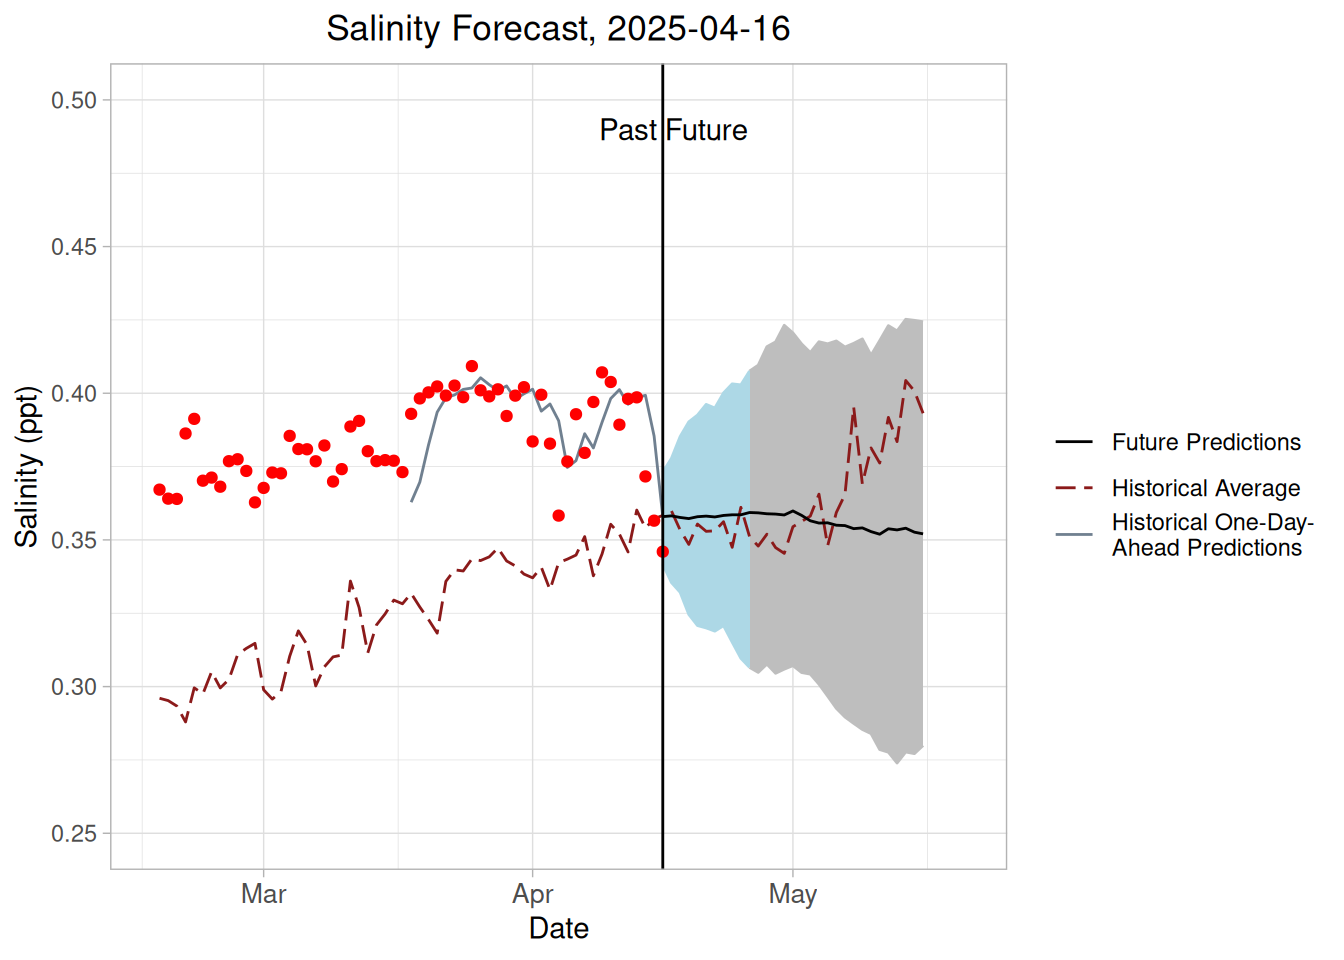 Salinity Forecast, 2025-04-16
0.50
0.45
0.40
0.35
0.30
0.25
Salinity (ppt)
Past Future
Mar
Apr
May
Date
Future Predictions
Historical Average
Historical One-Day-
Ahead Predictions